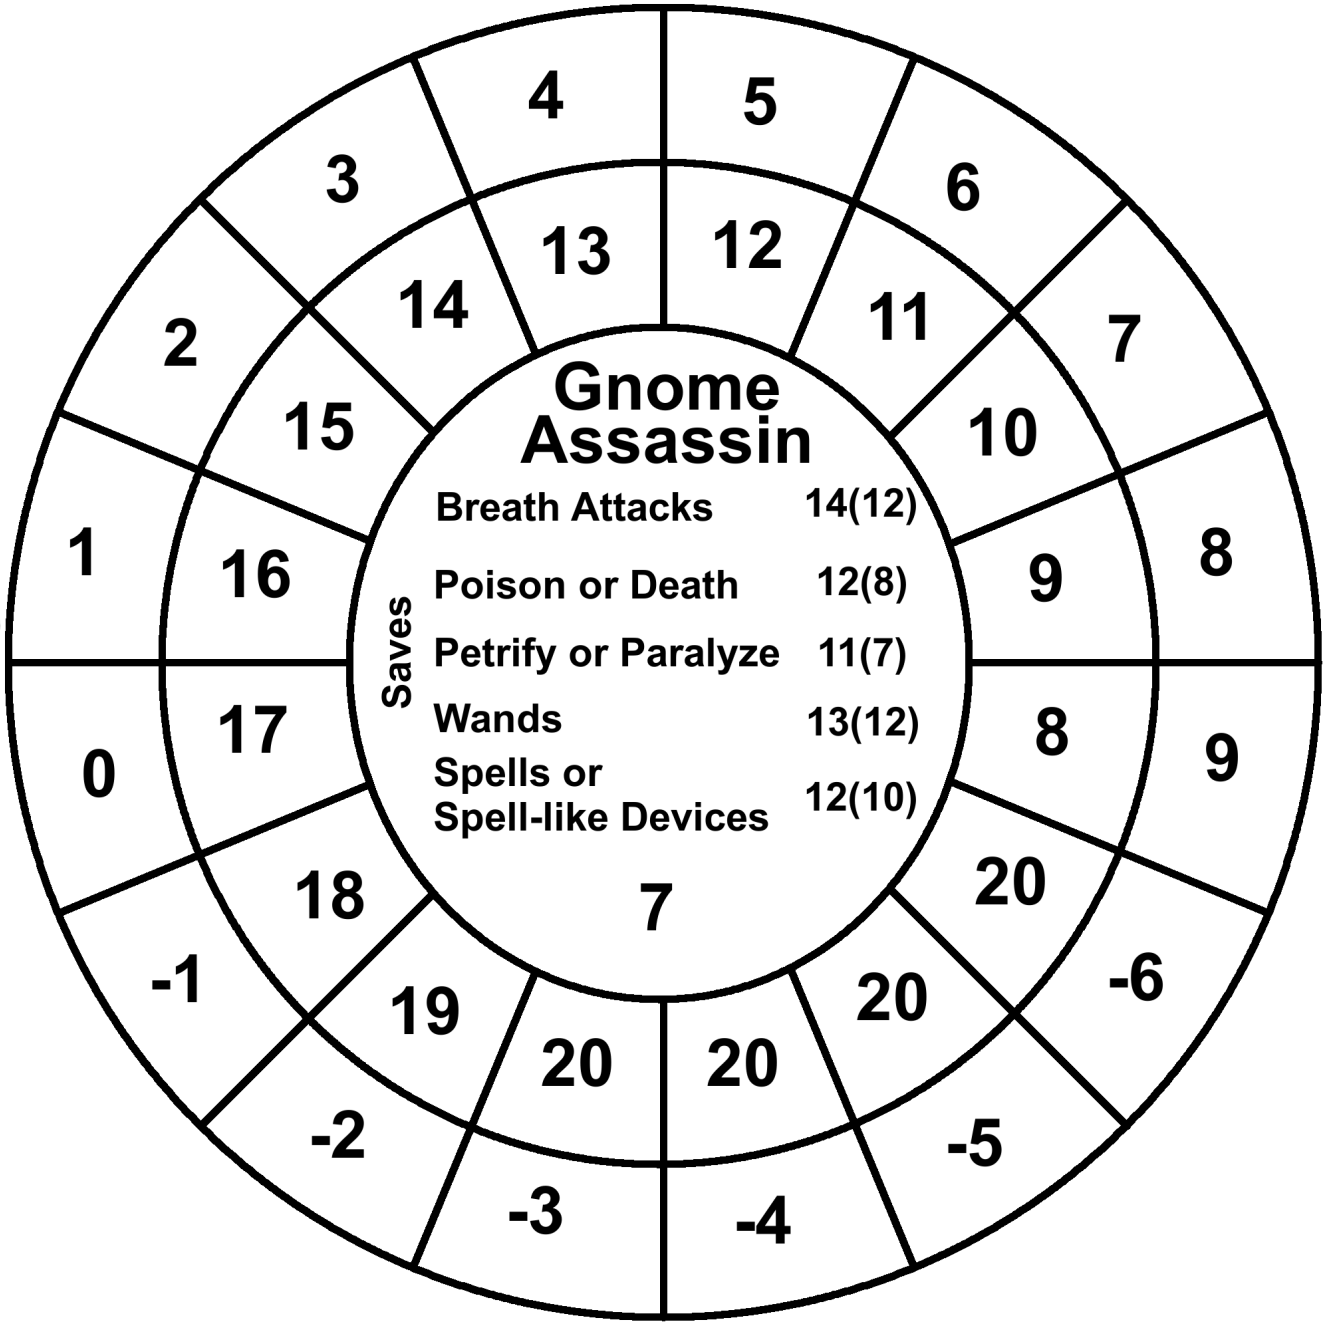 4 5
3 6
13 12
2 14 11 7
15 10
Gnome
Assassin
Breath Attacks 14(12)
1 16 9 8
Poison or Death 12(8)
Saves
Petrify or Paralyze 11(7)
Wands 13(12)
0 17 8 9
Spells or
Spell-like Devices 12(10)
7
18 20
-1 19 20 -6
20 20
-2 -5
-3 -4